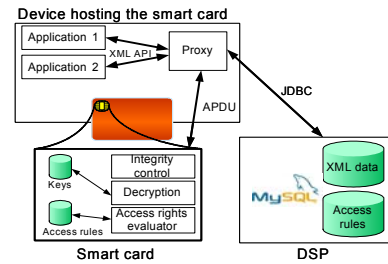 Device hosting the smart card
Application 1
Application 2
XML API
Proxy
APDU
JDBC
Integrity
control
Decryption
Access rights
evaluator
Keys
Access rules
Smart card
XML data
MySQL
Access
rules
DSP